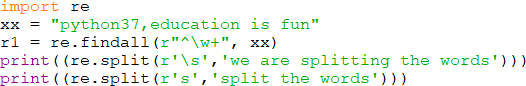 import re
xx = "python37,education is fun"
r1 = re.findall(r"^\w+", xx)
print((re.split(r'\s','we are splitting the words')))
print((re.split(r's','split the words')))